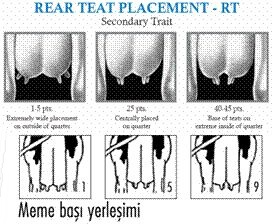 REAR TEAT PLACEMENT - RT
Secondary Trait
1-5 pts.
Extremely wide placement
on outside of quarter
25 pts.
Centrally placed
on quarter
40-45 pts.
Base of teats on
extreme inside of quarter
1
5
9
Meme başı yerleşimi